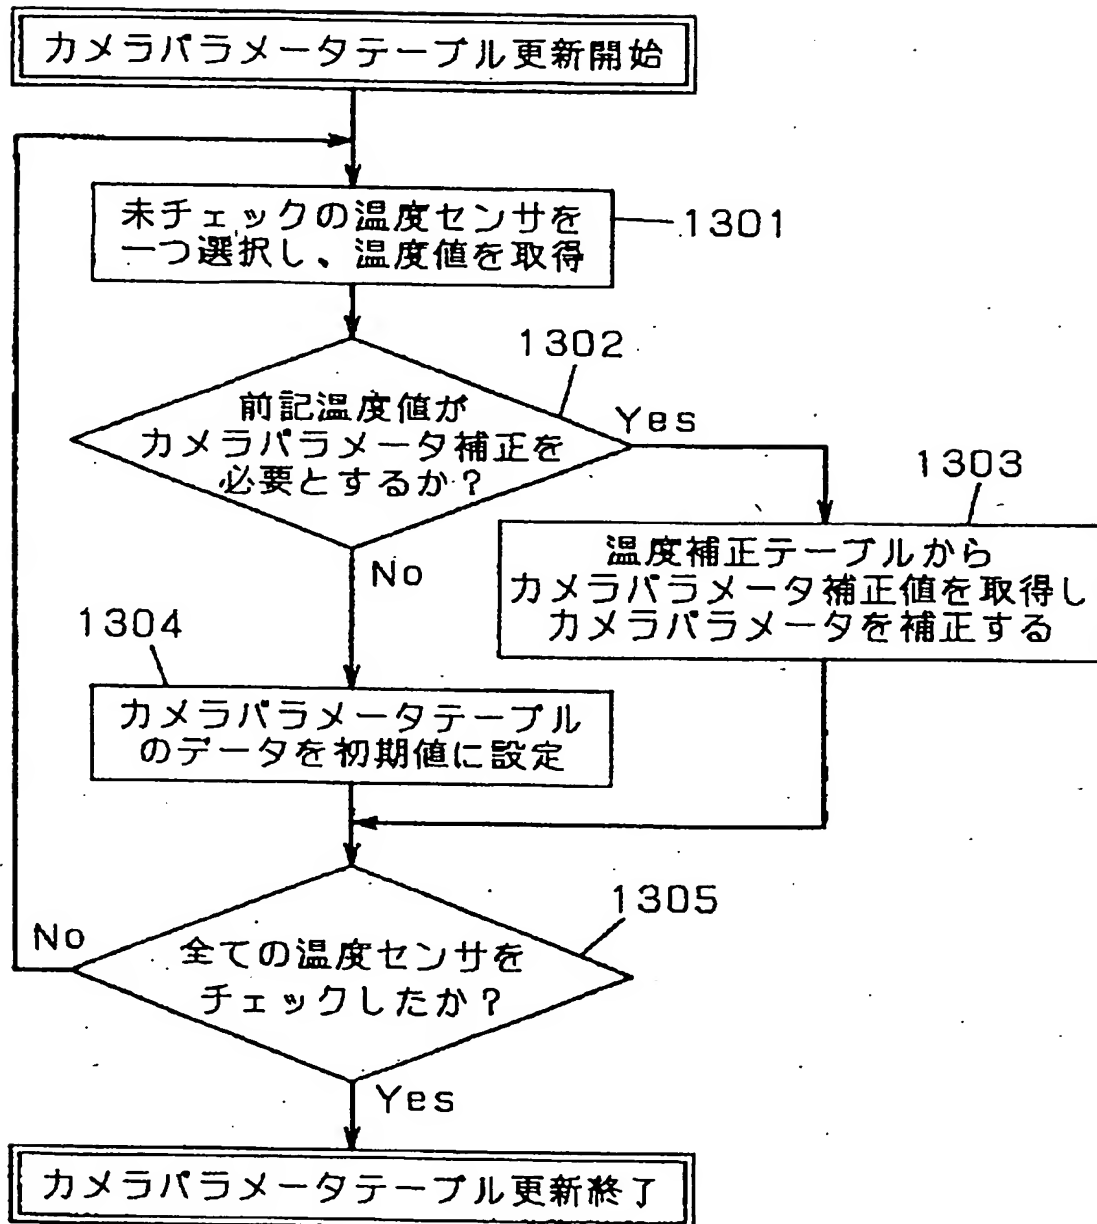 カメラパラメータテーブル更新開始
未チェックの温度センサを
一つ選択し、温度値を取得
1301
1302
前記温度値が
カメラパラメータ補正を
必要とするか？
Yes
No
1303
温度補正テーブルから
カメラパラメータ補正値を取得し
カメラパラメータを補正する
1304
カメラパラメータテーブル
のデータを初期値に設定
1305
全ての温度センサを
チェックしたか？
No
Yes
カメラパラメータテーブル更新終了